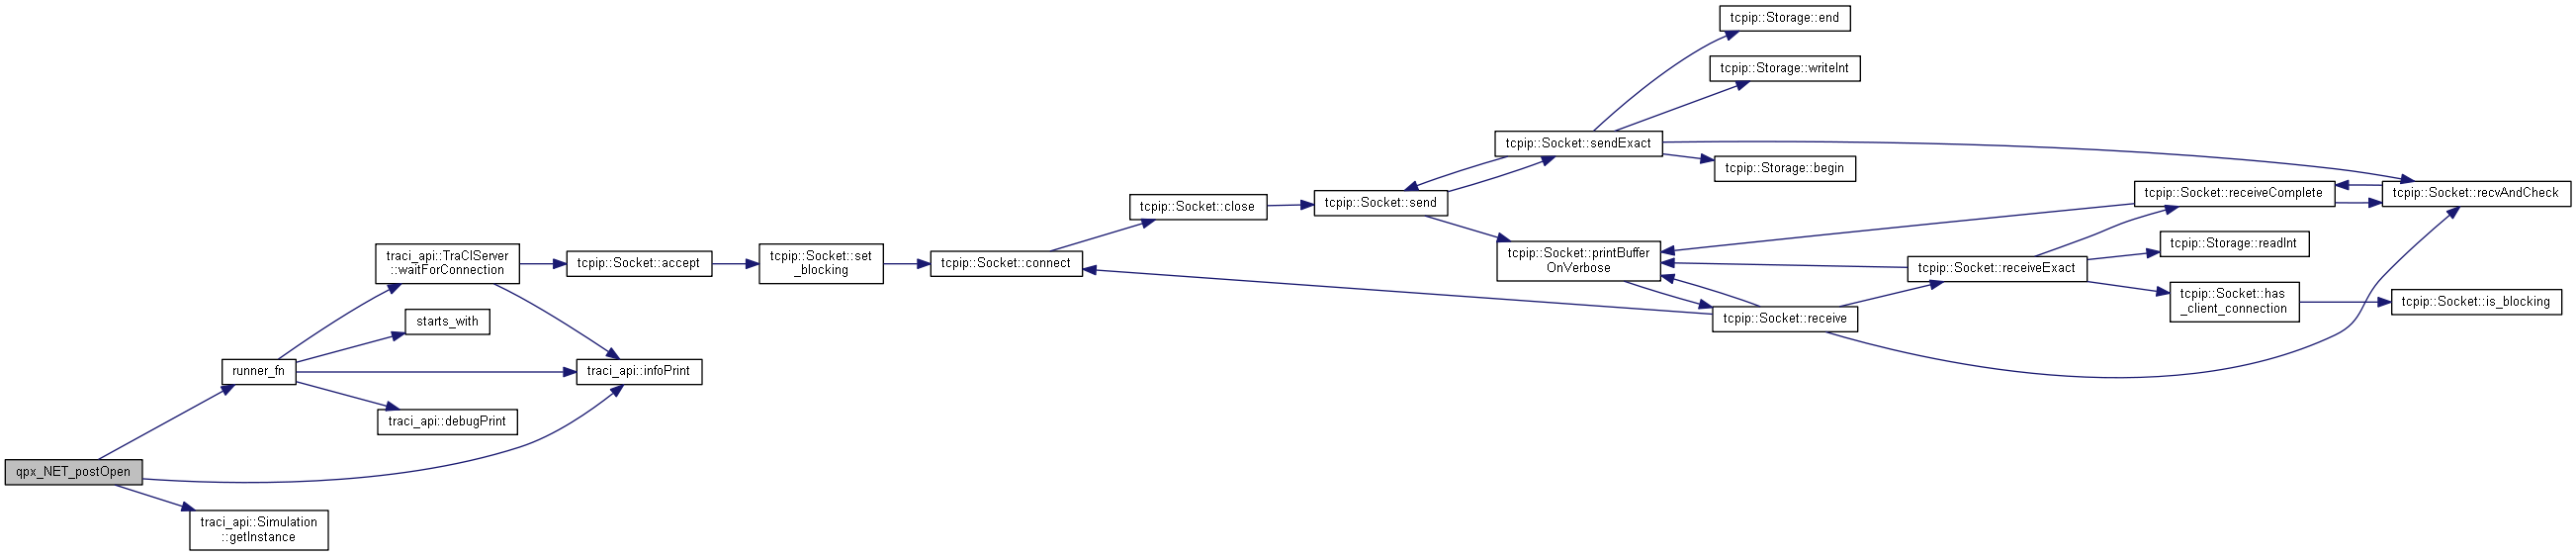 tcpip::Storage::end
tcpip::Storage::writeInt
tcpip::Socket::sendExact
tcpip::Storage::begin
tcpip::Socket::receiveComplete
tcpip::Socket::recvAndCheck
tcpip::Socket::close
tcpip::Socket::send
traci_api::TraCIServer
::waitForConnection
tcpip::Socket::accept
tcpip::Socket::set
_blocking
tcpip::Socket::connect
tcpip::Socket::printBuffer
OnVerbose
tcpip::Storage::readInt
tcpip::Socket::receiveExact
tcpip::Socket::has
_client_connection
tcpip::Socket::is_blocking
starts_with
tcpip::Socket::receive
runner_fn
traci_api::infoPrint
traci_api::debugPrint
qpx_NET_postOpen
traci_api::Simulation
::getInstance